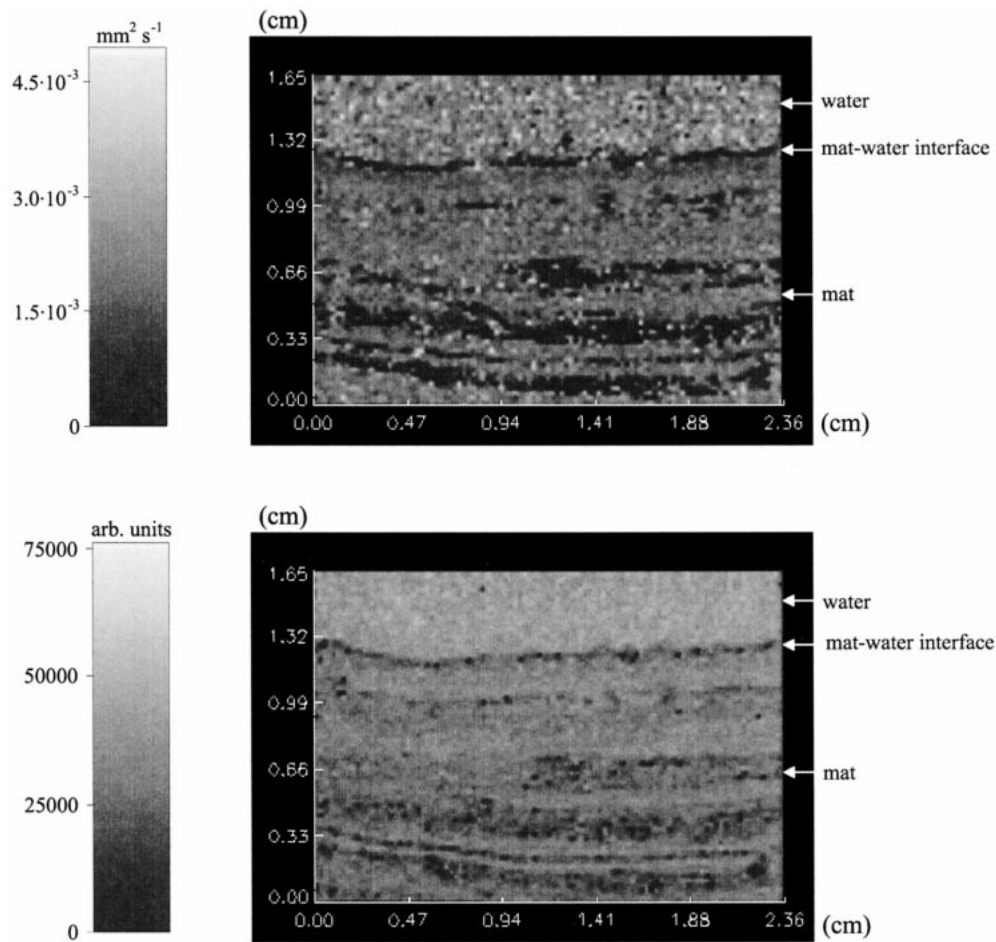 mm² s⁻¹
4.5·10⁻³
3.0·10⁻³
1.5·10⁻³
0
(cm)
1.65
1.32
0.99
0.66
0.33
0.00
0.00 0.47 0.94 1.41 1.88 2.36 (cm)
water
mat-water interface
mat
arb. units
75000
50000
25000
0
(cm)
1.65
1.32
0.99
0.66
0.33
0.00
0.00 0.47 0.94 1.41 1.88 2.36 (cm)
water
mat-water interface
mat